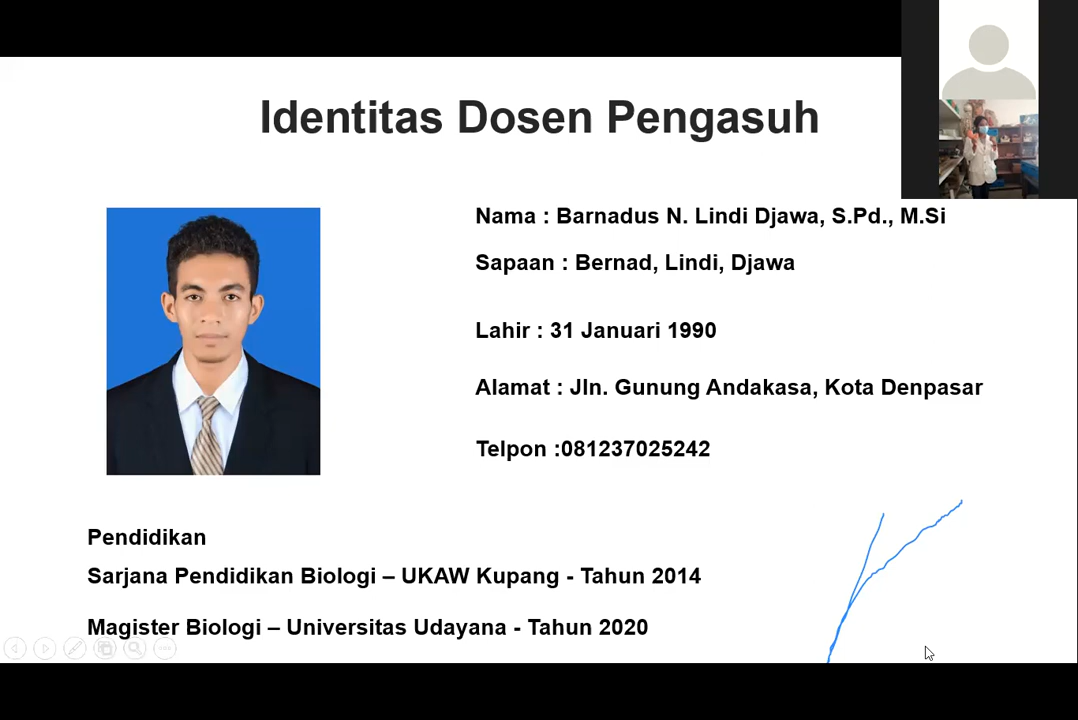 Identitas Dosen Pengasuh
Nama : Barnadus N. Lindi Djawa, S.Pd., M.Si
Sapaan : Bernad, Lindi, Djawa
Lahir : 31 Januari 1990
Alamat : Jln. Gunung Andakasa, Kota Denpasar
Telpon :081237025242
Pendidikan
Sarjana Pendidikan Biologi – UKAW Kupang - Tahun 2014
Magister Biologi – Universitas Udayana - Tahun 2020